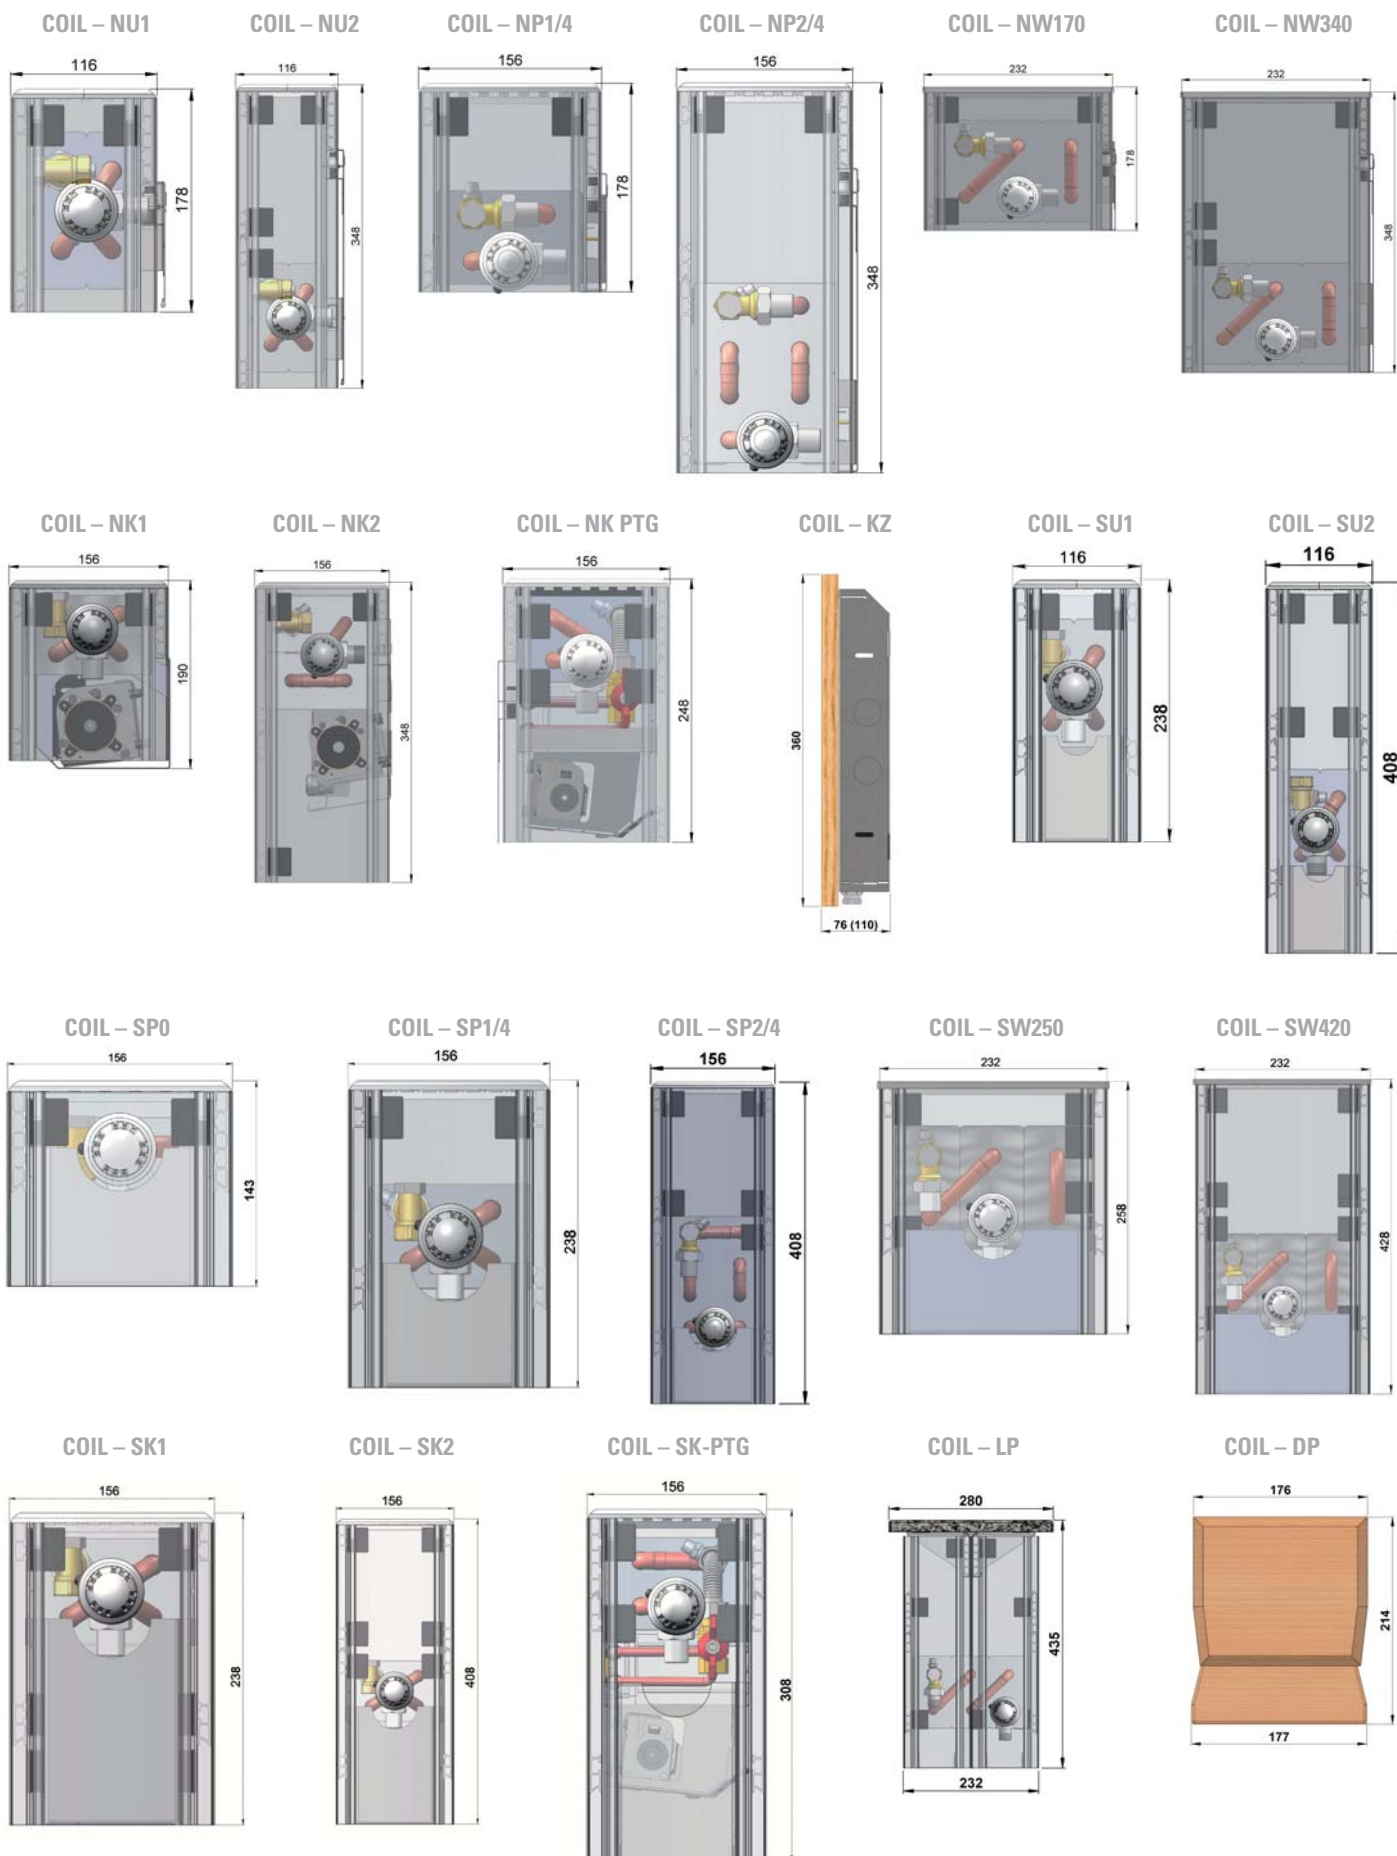 COIL – NU1 COIL – NU2 COIL – NP1/4 COIL – NP2/4 COIL – NW170 COIL – NW340
116 116 156 156 232 232
178 348 178 348 178 348
COIL – NK1 COIL – NK2 COIL – NK PTG COIL – KZ COIL – SU1 COIL – SU2
156 156 156 116 116
190 348 248 360 238 408
76 (110)
COIL – SP0 COIL – SP1/4 COIL – SP2/4 COIL – SW250 COIL – SW420
156 156 156 232 232
143 238 408 258 428
COIL – SK1 COIL – SK2 COIL – SK-PTG COIL – LP COIL – DP
156 156 156 280 176
238 408 308 435 214
232 177